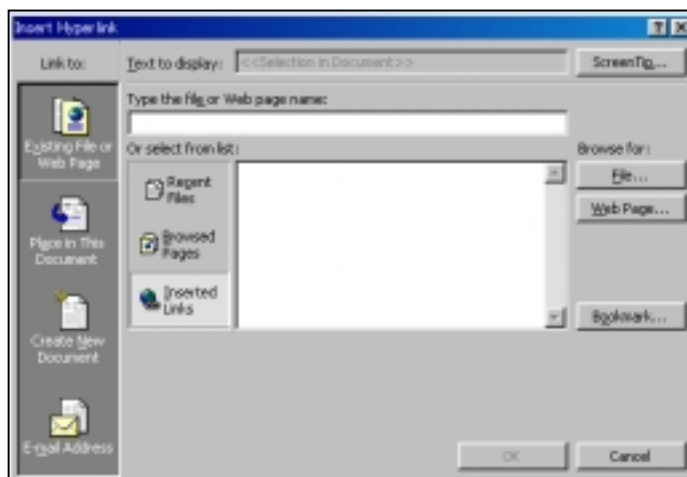 Insert Hyperlink
Link to:
Text to display: <<Selection in Document>>
ScreenTip...
Type the file or Web page name:
Existing File or
Web Page
Or select from list:
Browse for:
Recent
Files
File...
Web Page...
Place in This
Document
Browsed
Pages
Inserted
Links
Bookmark...
Create New
Document
E-mail Address
OK
Cancel